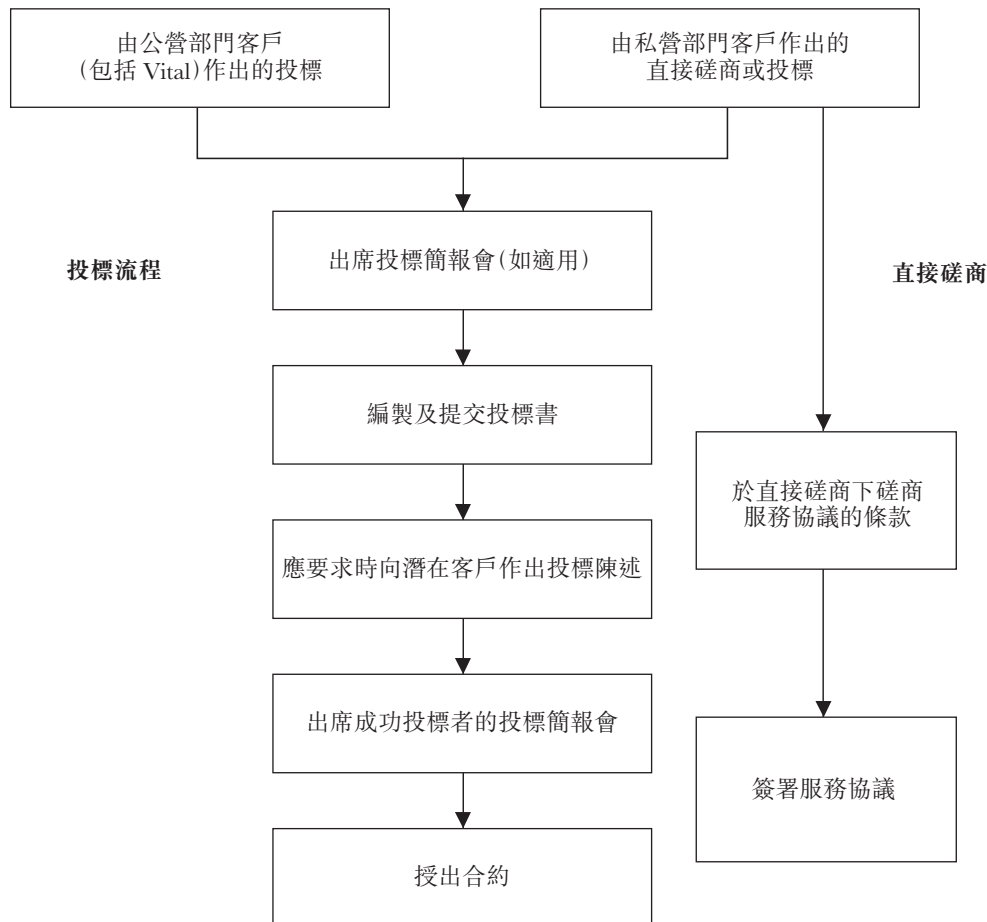 由公營部門客戶
(包括 Vital)作出的投標
由私營部門客戶作出的
直接磋商或投標
投標流程
直接磋商
出席投標簡報會(如適用)
編製及提交投標書
於直接磋商下磋商
服務協議的條款
應要求時向潛在客戶作出投標陳述
出席成功投標者的投標簡報會
簽署服務協議
授出合約